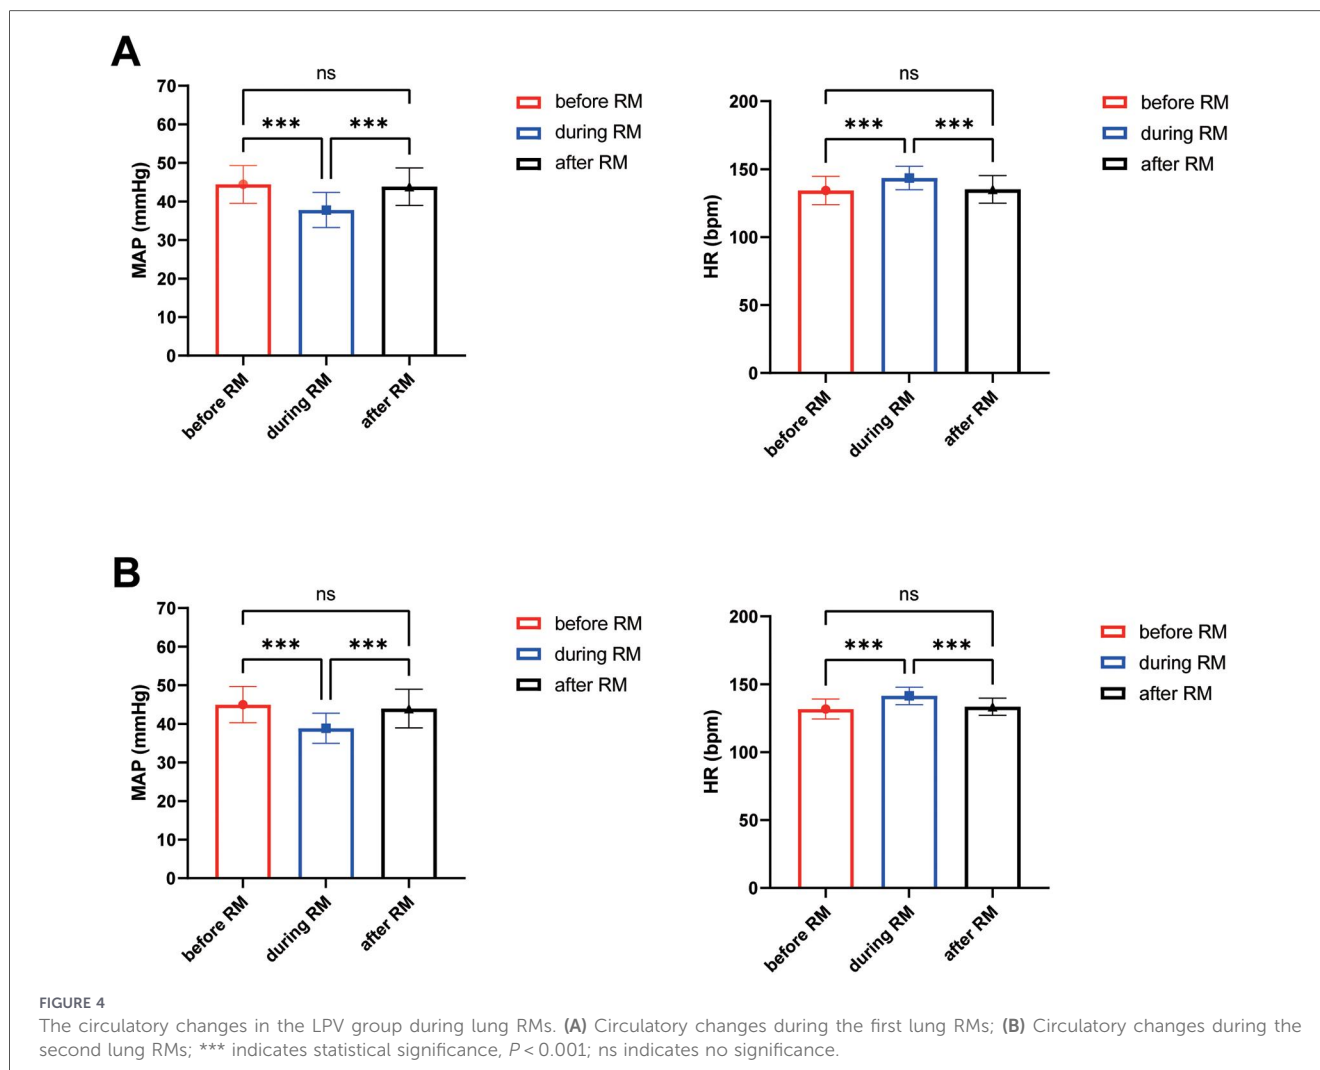 A
ns
*** ***
70
60
50
40
30
20
10
0
MAP (mmHg)
before RM
during RM
after RM
before RM
during RM
after RM
ns
*** ***
200
150
100
50
0
HR (bpm)
before RM
during RM
after RM
before RM
during RM
after RM
B
ns
*** ***
70
60
50
40
30
20
10
0
MAP (mmHg)
before RM
during RM
after RM
before RM
during RM
after RM
ns
*** ***
200
150
100
50
0
HR (bpm)
before RM
during RM
after RM
before RM
during RM
after RM
FIGURE 4
The circulatory changes in the LPV group during lung RMs. (A) Circulatory changes during the first lung RMs; (B) Circulatory changes during the
second lung RMs; *** indicates statistical significance, P < 0.001; ns indicates no significance.